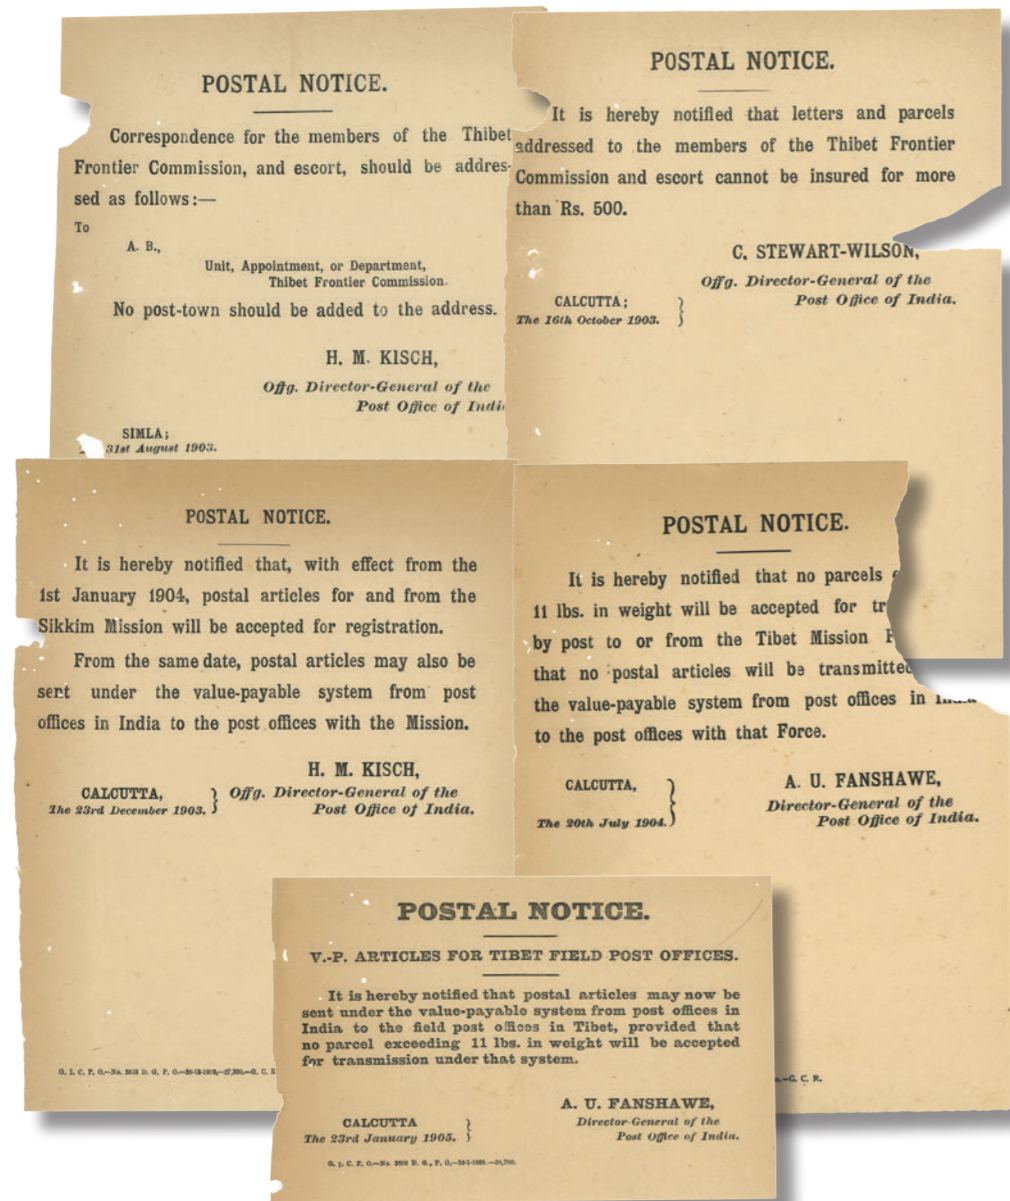 POSTAL NOTICE.
Correspondence for the members of the Thibet
Frontier Commission, and escort, should be addres-
sed as follows:—
To
A. B.,
Unit, Appointment, or Department,
Thibet Frontier Commission.
No post-town should be added to the address.
H. M. KISCH,
Offg. Director-General of the
Post Office of
SIMLA;
31st August 1903.
POSTAL NOTICE.
It is hereby notified that letters and parcels
addressed to the members of the Thibet Frontier
Commission and escort cannot be insured for more
than Rs. 500.
C. STEWART-WILSON,
Offg. Director-General of the
Post Office of India.
CALCUTTA;
The 16th October 1903.
POSTAL NOTICE.
It is hereby notified that, with effect from the
1st January 1904, postal articles for and from the
Sikkim Mission will be accepted for registration.
From the same date, postal articles may also be
sent under the value-payable system from post
offices in India to the post offices with the Mission.
H. M. KISCH,
CALCUTTA, Offg. Director-General of the
The 23rd December 1903. Post Office of India.
G. I. C. P. O.—No.
POSTAL NOTICE.
It is hereby notified that no parcels
11 lbs. in weight will be accepted for
by post to or from the Tibet Mission
that no postal articles will be transmitted
the value-payable system from post offices in
to the post offices with that Force.
CALCUTTA,
The 20th July 1904.
A. U. FANSHAWE,
Director-General of the
Post Office of India.
—G. C. R.
POSTAL NOTICE.
V.-P. ARTICLES FOR TIBET FIELD POST OFFICES.
It is hereby notified that postal articles may now be
sent under the value-payable system from post offices in
India to the field post offices in Tibet, provided that
no parcel exceeding 11 lbs. in weight will be accepted
for transmission under that system.
A. U. FANSHAWE,
Director-General of the
Post Office of India.
CALCUTTA
The 23rd January 1905.
G. I. C. P. O.—No.